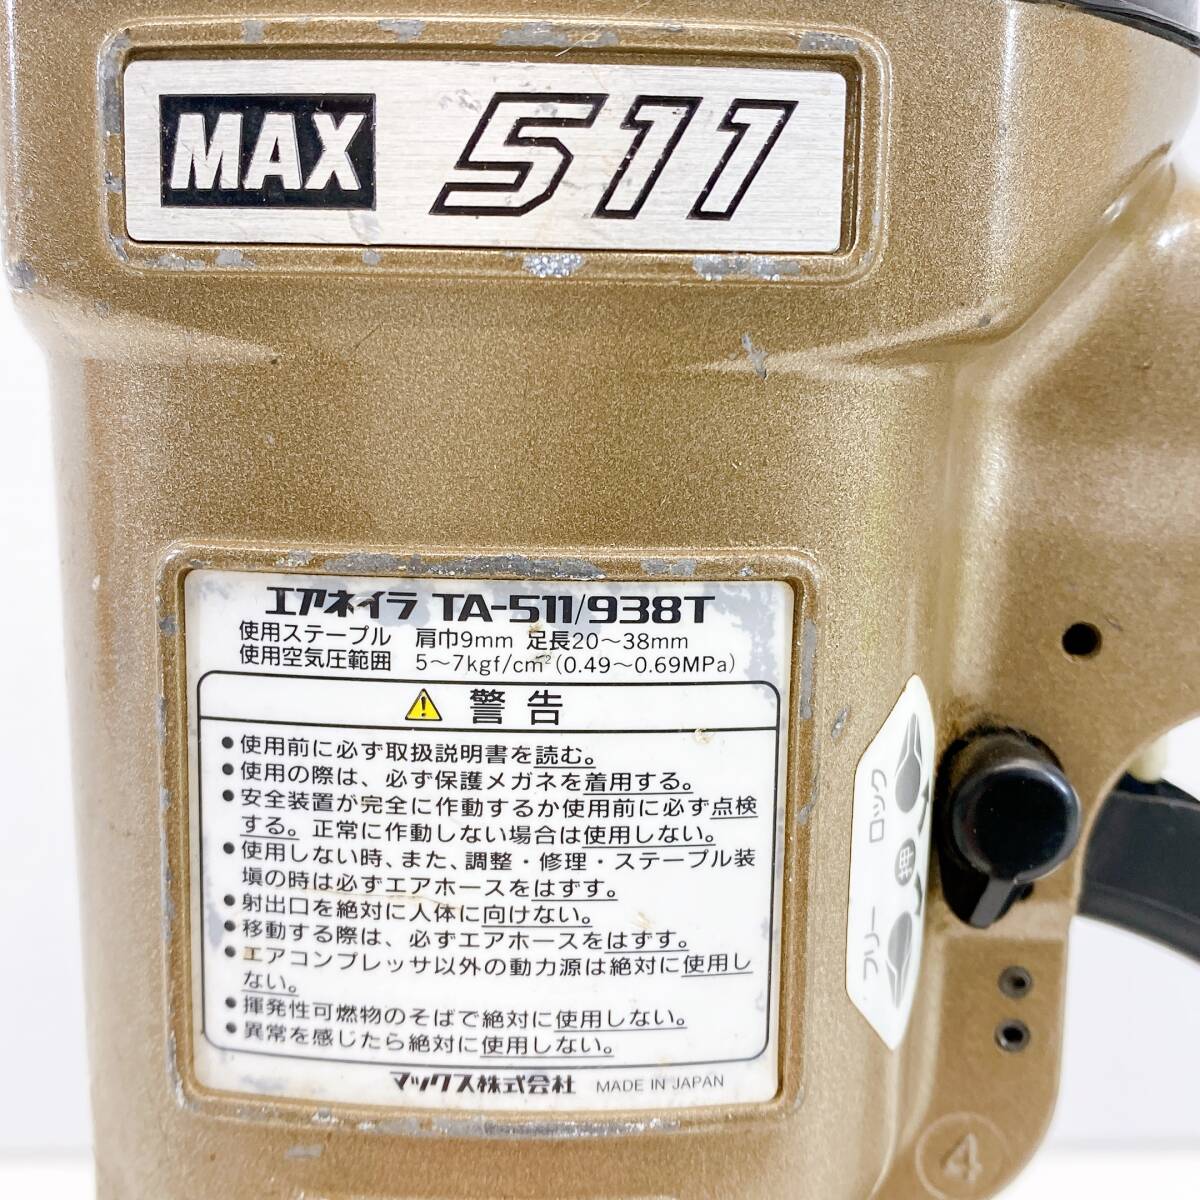 MAX 511
エアネイラ TA-511/938T
使用ステープル 肩巾9mm 足長20～38mm
使用空気圧範囲 5～7kgf/cm²(0.49～0.69MPa)
警告
●使用前に必ず取扱説明書を読む。
●使用の際は、必ず保護メガネを着用する。
●安全装置が完全に作動するか使用前に必ず点検
する。正常に作動しない場合は使用しない。
●使用しない時、また、調整・修理・ステープル装
塡の時は必ずエアホースをはずす。
●射出口を絶対に人体に向けない。
●移動する際は、必ずエアホースをはずす。
●エアコンプレッサ以外の動力源は絶対に使用し
ない。
●揮発性可燃物のそばで絶対に使用しない。
●異常を感じたら絶対に使用しない。
マックス株式会社 MADE IN JAPAN
ロック
押
フリー
4